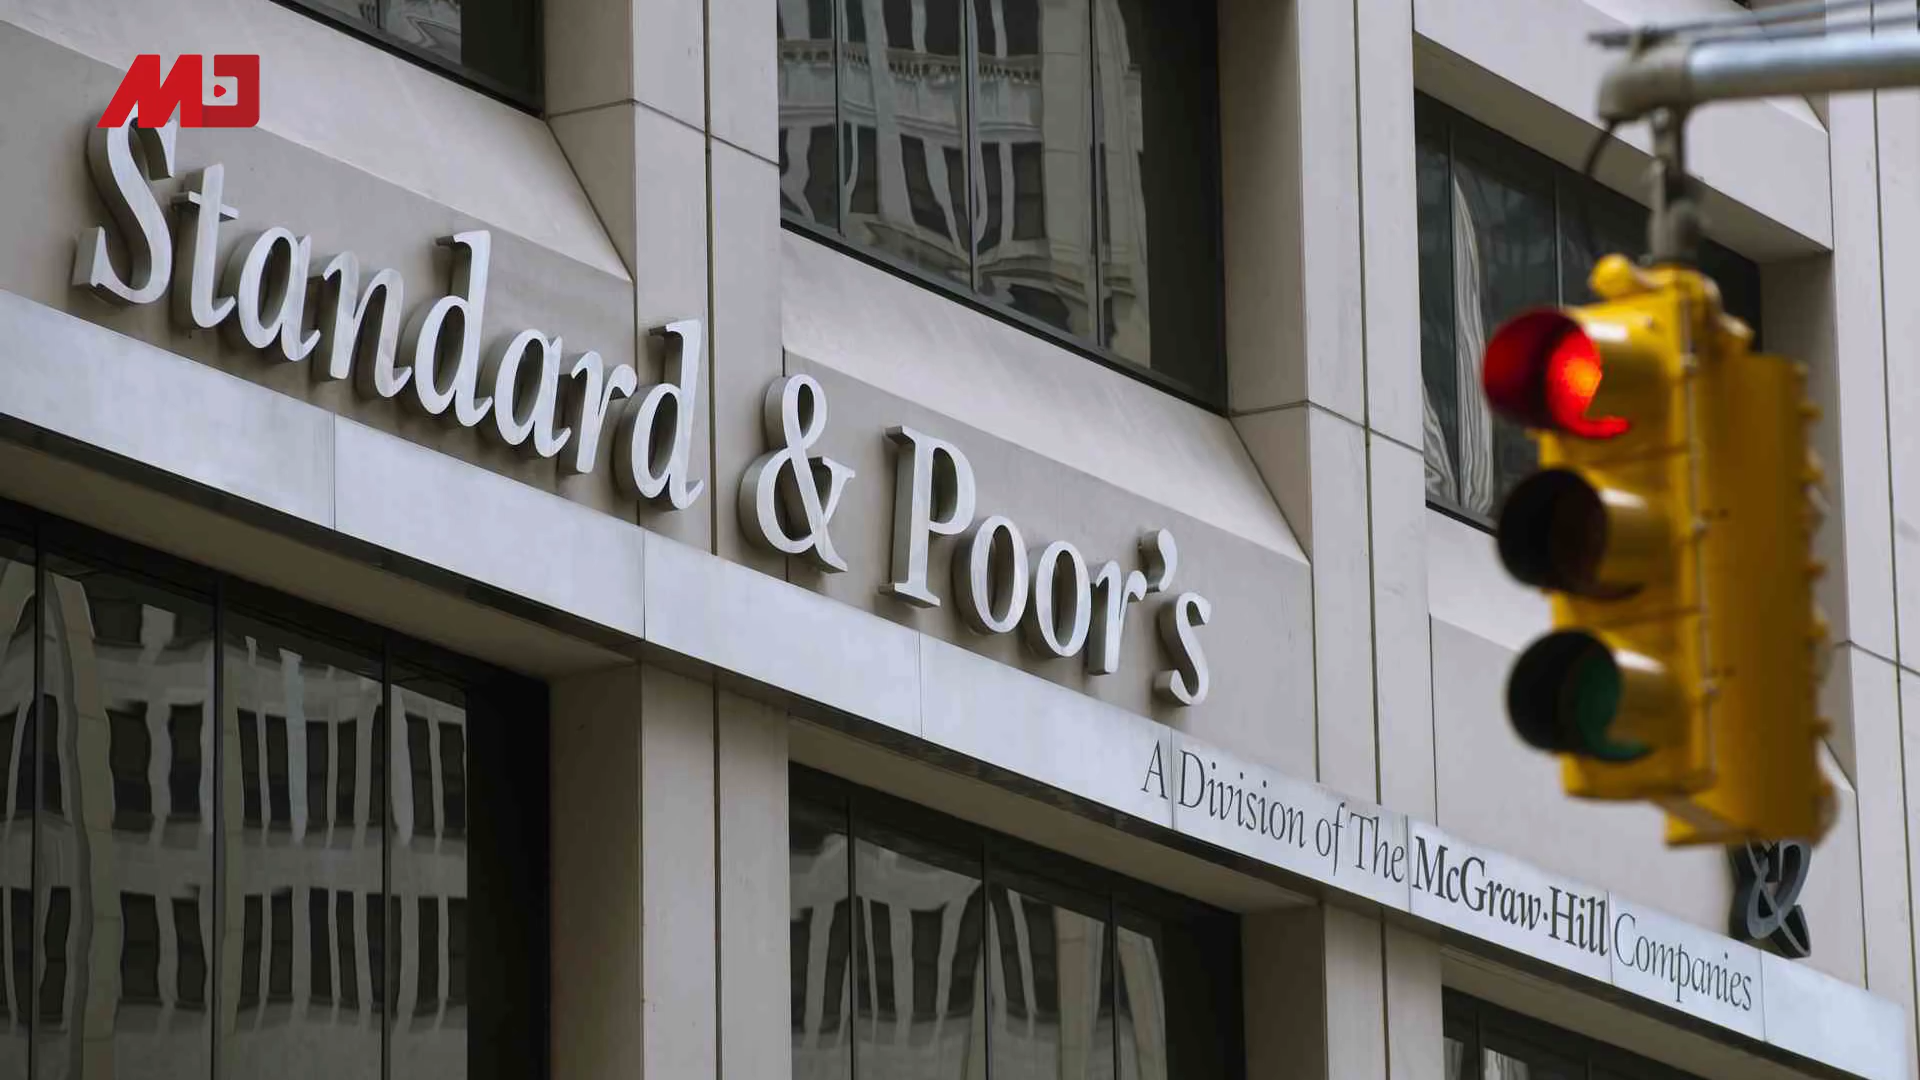 Standard & Poor's
A Division of The McGraw·Hill Companies
&